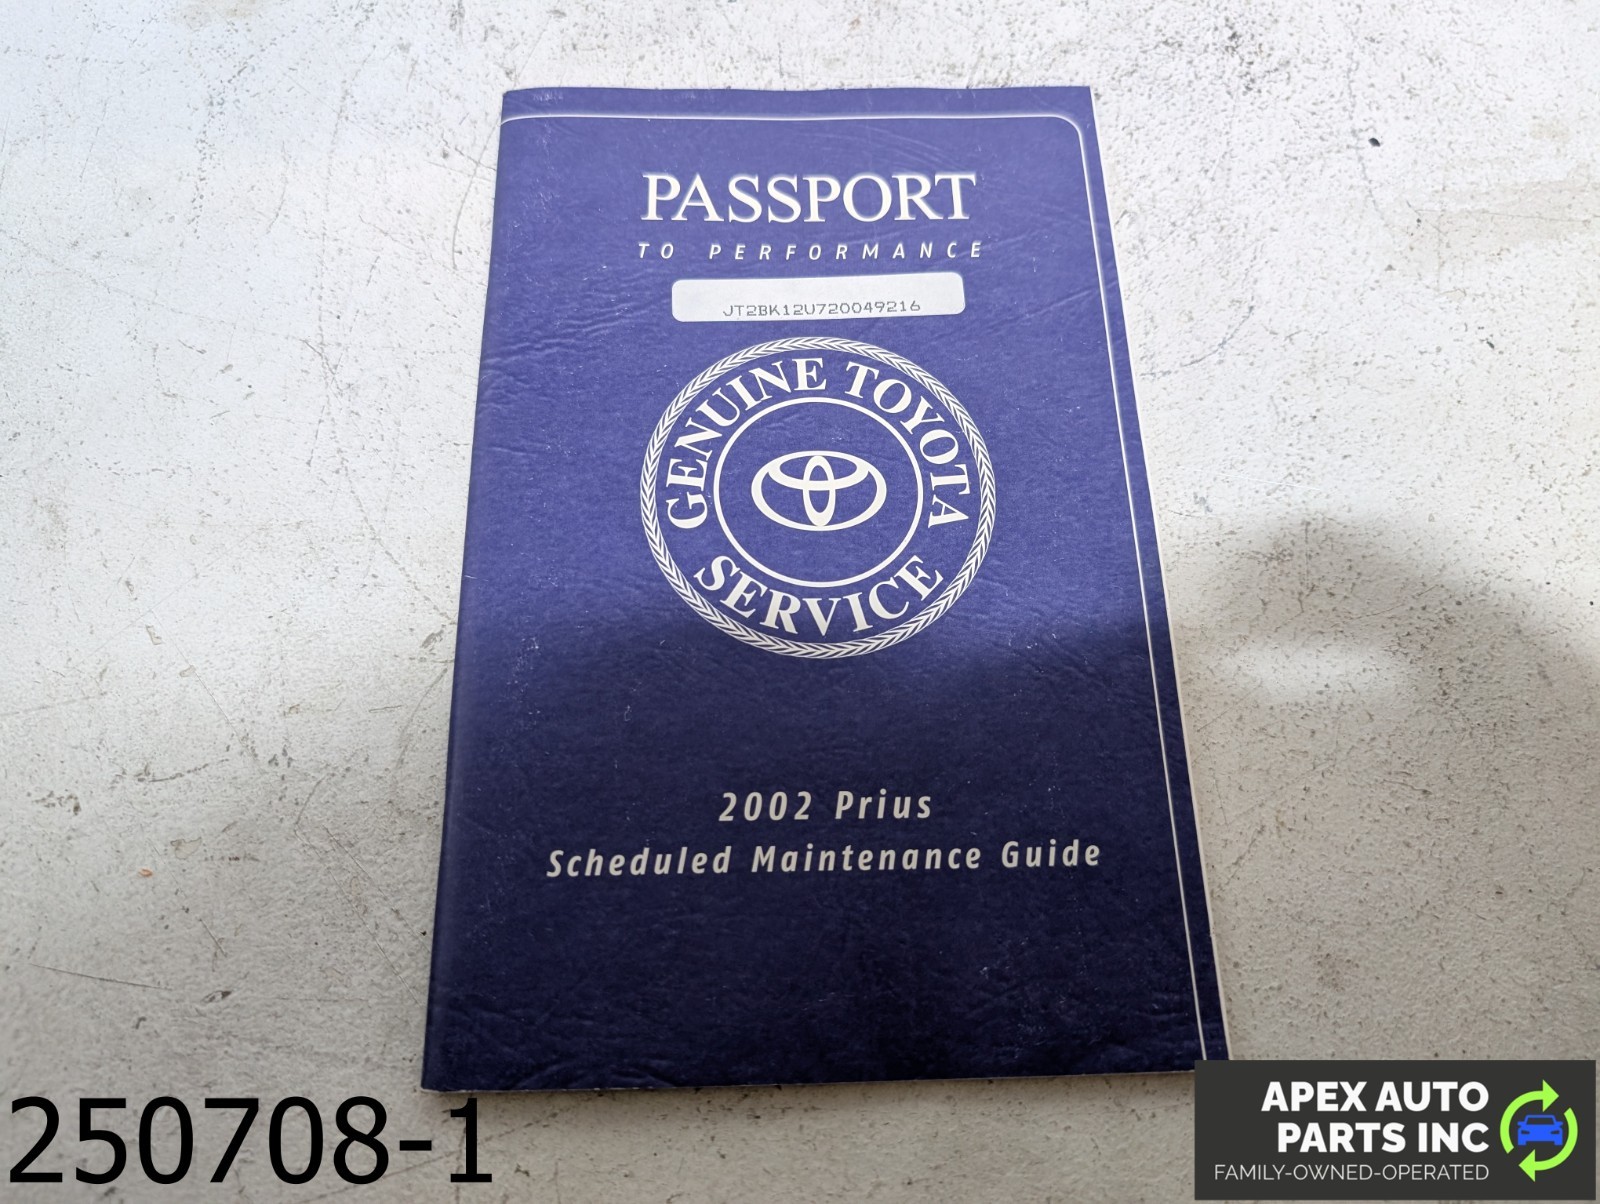 PASSPORT
TO PERFORMANCE
JT2BK12U720049216
GENUINE TOYOTA
SERVICE
2002 Prius
Scheduled Maintenance Guide
250708-1
APEX AUTO
PARTS INC
FAMILY-OWNED-OPERATED